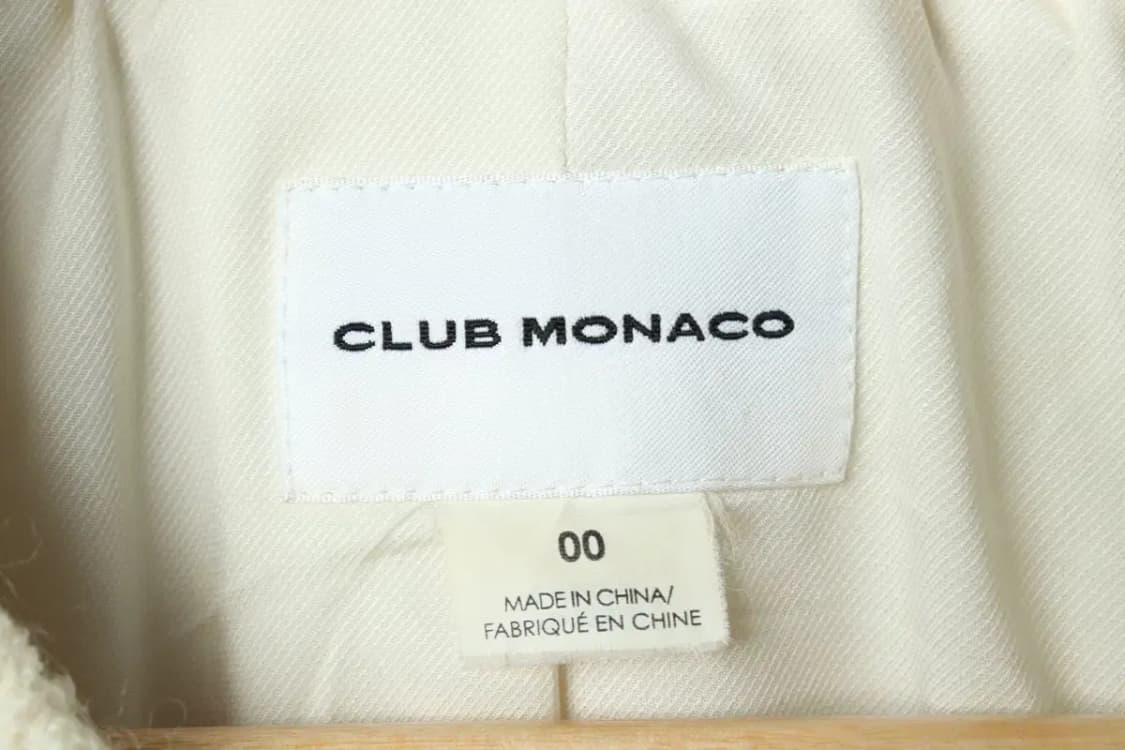 CLUB MONACO
00
MADE IN CHINA/
FABRIQUÉ EN CHINE